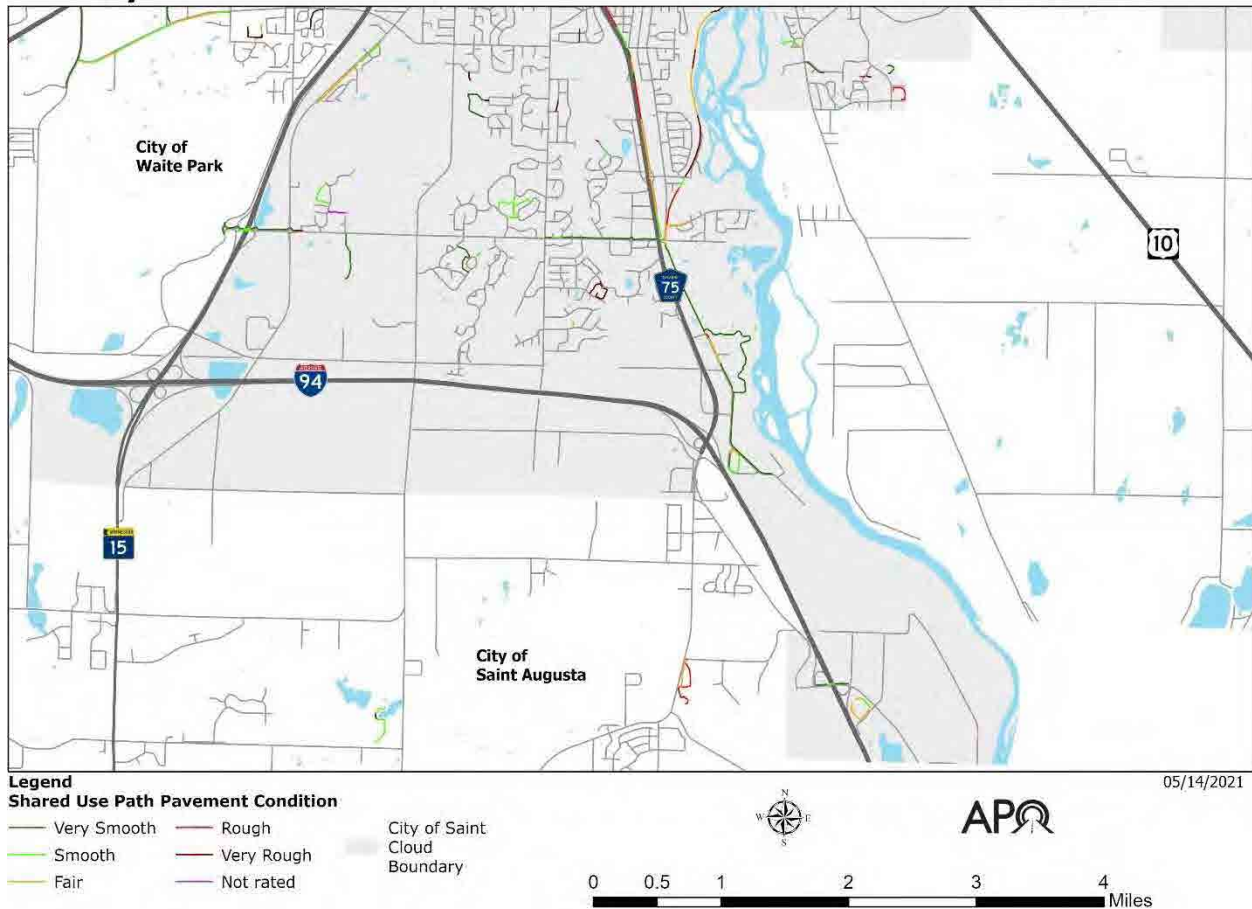 City of
Waite Park
10
75
94
15
City of
Saint Augusta
Legend
05/14/2021
Shared Use Path Pavement Condition
Very Smooth
Rough
City of Saint
Cloud
Boundary
Smooth
Very Rough
Fair
Not rated
N
W
E
S
APO
0 0.5 1 2 3 4
Miles